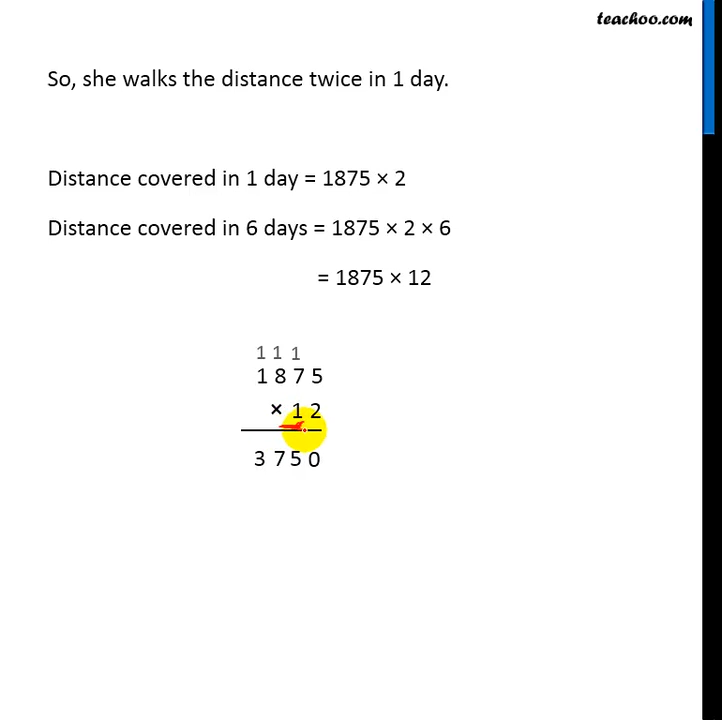 teachoo.com
So, she walks the distance twice in 1 day.
Distance covered in 1 day = 1875 × 2
Distance covered in 6 days = 1875 × 2 × 6
= 1875 × 12
1 1 1
1 8 7 5
× 1 2
3 7 5 0